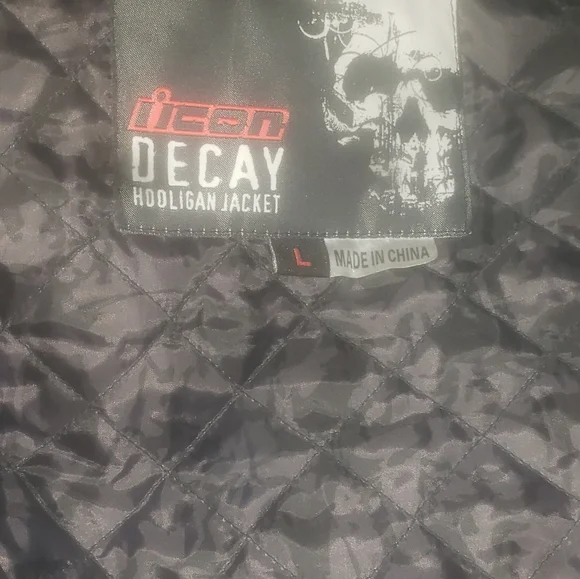 icon
DECAY
HOOLIGAN JACKET
L
MADE IN CHINA